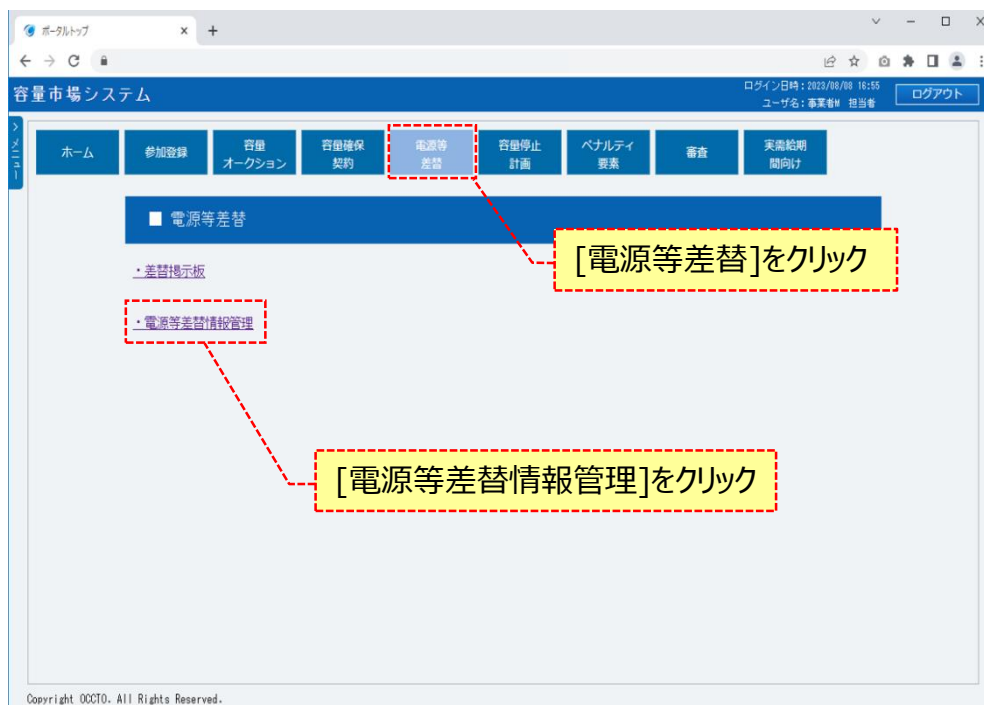 ポータルトップ
容量市場システム
ログイン日時：2023/08/08 16:55
ユーザ名：事業者M 担当者
ログアウト
メニュー
ホーム
参加登録
容量
オークション
容量確保
契約
電源等
差替
容量停止
計画
ペナルティ
要素
審査
実需給期
間向け
■ 電源等差替
[電源等差替]をクリック
・差替掲示板
・電源等差替情報管理
[電源等差替情報管理]をクリック
Copyright OCCTO. All Rights Reserved.